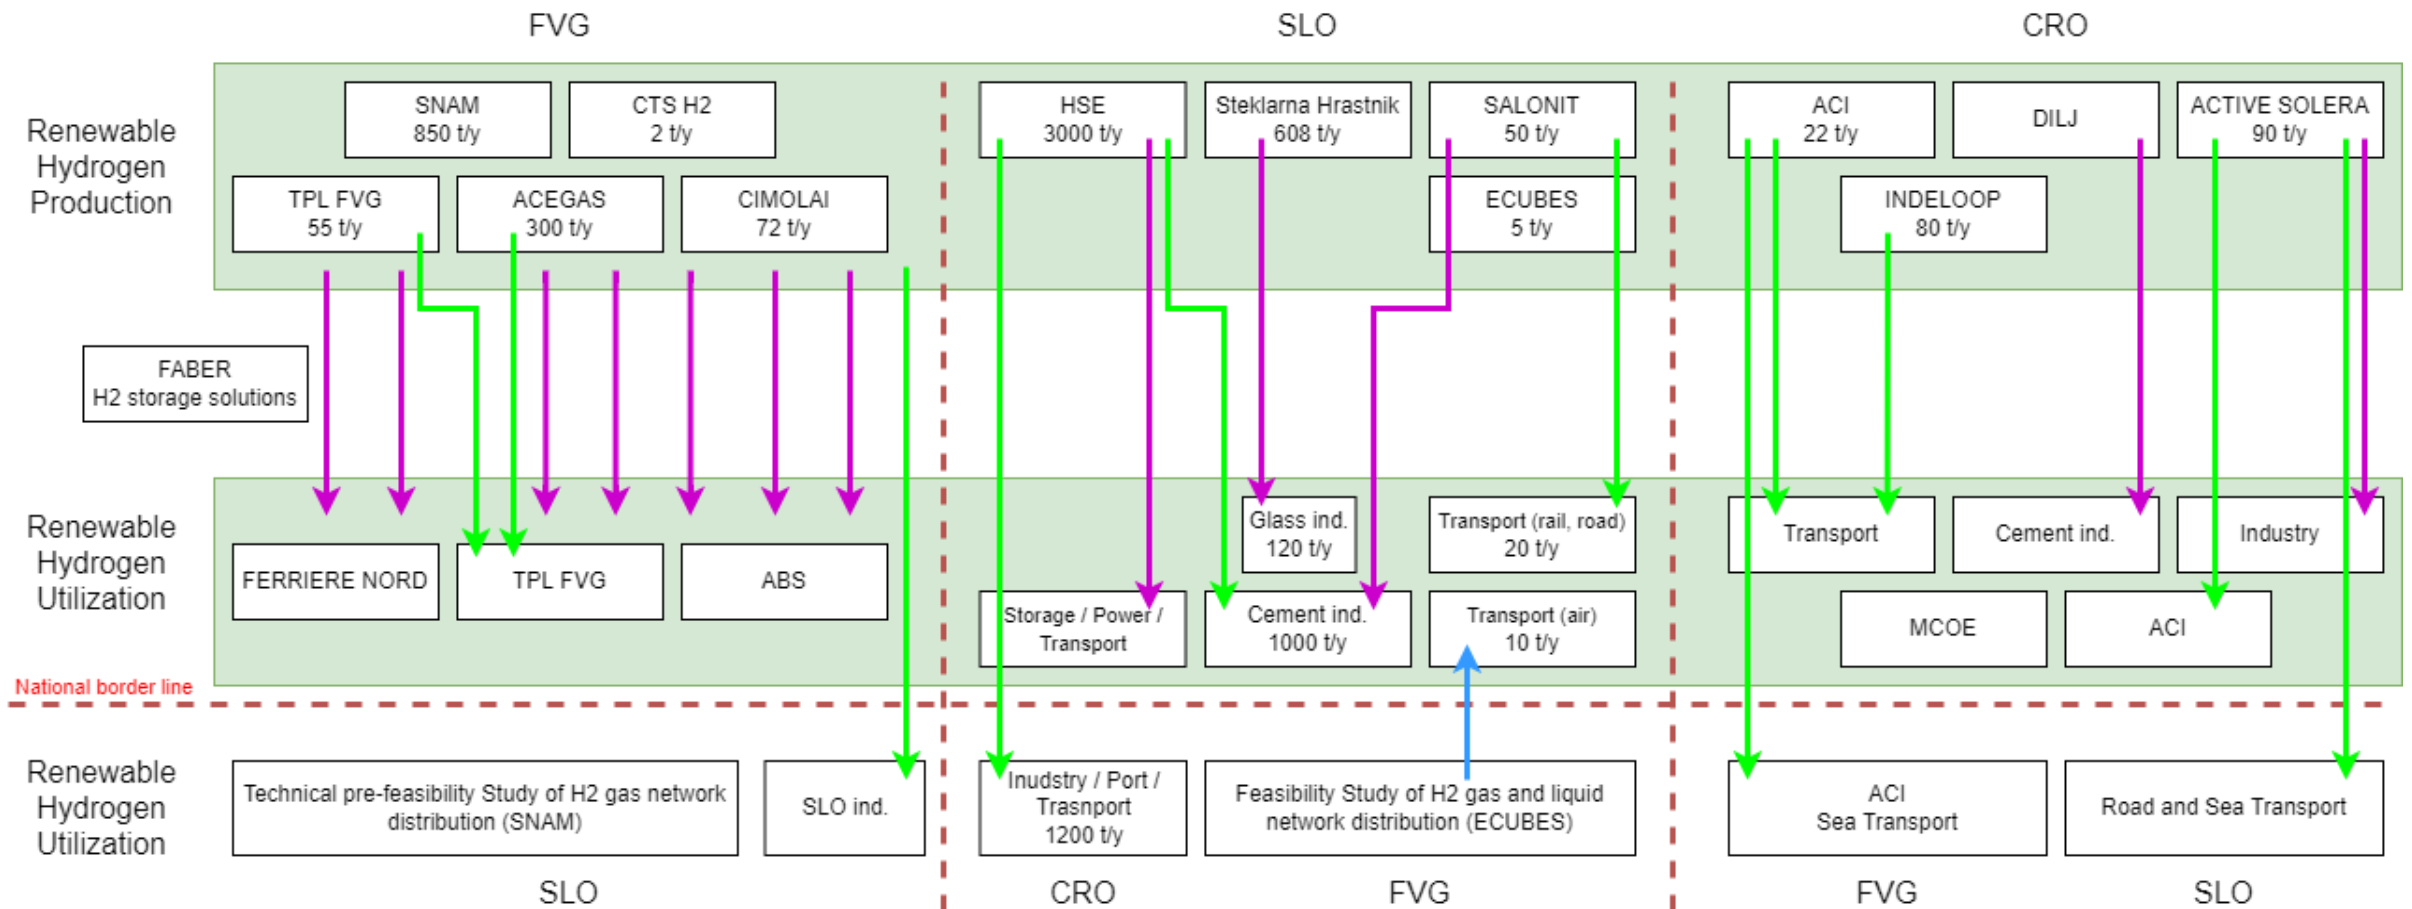 FVG
SLO
CRO
Renewable
Hydrogen
Production
SNAM
850 t/y
CTS H2
2 t/y
HSE
3000 t/y
Steklarna Hrastnik
608 t/y
SALONIT
50 t/y
ACI
22 t/y
DILJ
ACTIVE SOLERA
90 t/y
TPL FVG
55 t/y
ACEGAS
300 t/y
CIMOLAI
72 t/y
ECUBES
5 t/y
INDELOOP
80 t/y
FABER
H2 storage solutions
Renewable
Hydrogen
Utilization
FERRIERE NORD
TPL FVG
ABS
Glass ind.
120 t/y
Transport (rail, road)
20 t/y
Transport
Cement ind.
Industry
Storage / Power /
Transport
Cement ind.
1000 t/y
Transport (air)
10 t/y
MCOE
ACI
National border line
Renewable
Hydrogen
Utilization
Technical pre-feasibility Study of H2 gas network
distribution (SNAM)
SLO ind.
Inudstry / Port /
Trasnport
1200 t/y
Feasibility Study of H2 gas and liquid
network distribution (ECUBES)
ACI
Sea Transport
Road and Sea Transport
SLO
CRO
FVG
FVG
SLO